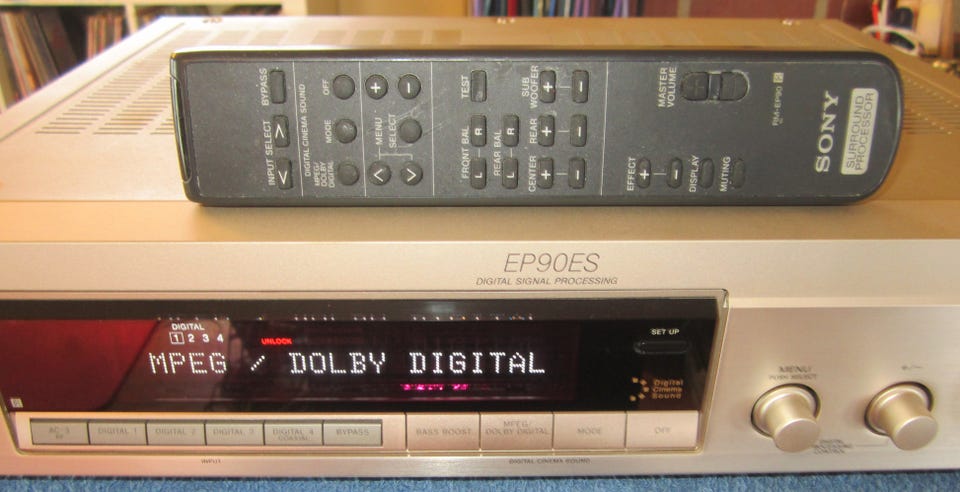 BYPASS
INPUT SELECT
< >
DIGITAL CINEMA SOUND
OFF
MODE
MPEG/
DOLBY
DIGITAL
+ -
MENU
SELECT
TEST
SUB
WOOFER
+ -
FRONT BAL
L R
REAR BAL
L R
REAR
+ -
CENTER
+ -
EFFECT
+ -
DISPLAY
MUTING
MASTER
VOLUME
RM-EP90
SONY
SURROUND
PROCESSOR
EP90ES
DIGITAL SIGNAL PROCESSING
DIGITAL
1 2 3 4
UNLOCK
MPEG / DOLBY DIGITAL
Digital
Cinema
Sound
SET UP
MENU
PUSH SELECT
+/-
AC-3
RF
DIGITAL 1
DIGITAL 2
DIGITAL 3
DIGITAL 4
COAXIAL
BYPASS
BASS BOOST
MPEG/
DOLBY DIGITAL
MODE
OFF
INPUT
DIGITAL CINEMA SOUND